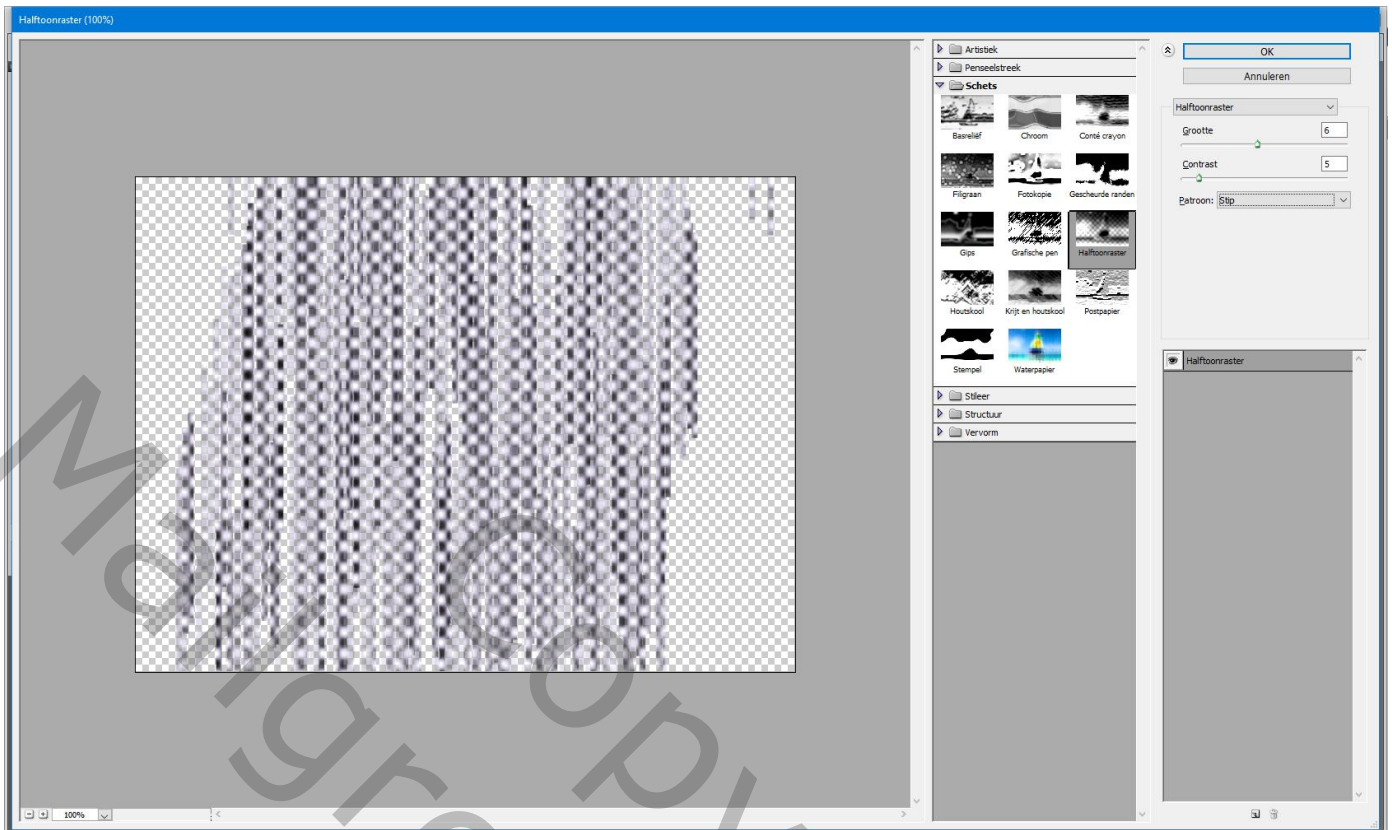 Halftoonraster (100%)
Artistiek
Penseelstreek
Schets
Basreliëf Chroom Conté crayon
Filigraan Fotokopie Gescheurde randen
Gips Grafische pen Halftoonraster
Houtskool Krijt en houtskool Postpapier
Stempel Waterpapier
Stileer
Structuur
Vervorm
OK
Annuleren
Halftoonraster
Grootte 6
Contrast 5
Patroon: Stip
Halftoonraster
100%
Copy